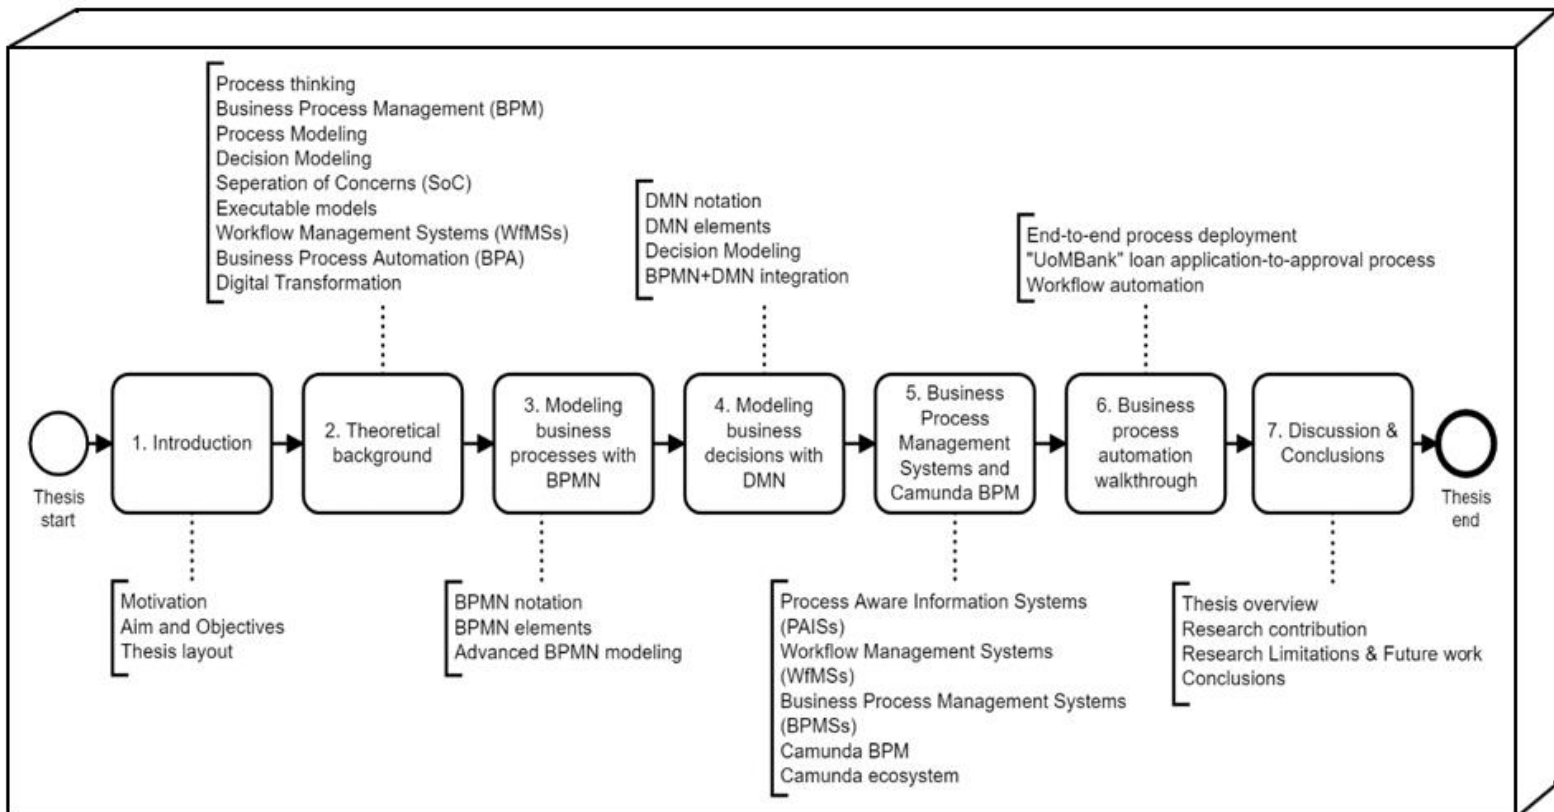 Process thinking
Business Process Management (BPM)
Process Modeling
Decision Modeling
Seperation of Concerns (SoC)
Executable models
Workflow Management Systems (WfMSs)
Business Process Automation (BPA)
Digital Transformation
DMN notation
DMN elements
Decision Modeling
BPMN+DMN integration
End-to-end process deployment
"UoMBank" loan application-to-approval process
Workflow automation
Thesis
start
1. Introduction
2. Theoretical
background
3. Modeling
business
processes with
BPMN
4. Modeling
business
decisions with
DMN
5. Business
Process
Management
Systems and
Camunda BPM
6. Business
process
automation
walkthrough
7. Discussion &
Conclusions
Thesis
end
Motivation
Aim and Objectives
Thesis layout
BPMN notation
BPMN elements
Advanced BPMN modeling
Process Aware Information Systems
(PAISs)
Workflow Management Systems
(WfMSs)
Business Process Management Systems
(BPMSs)
Camunda BPM
Camunda ecosystem
Thesis overview
Research contribution
Research Limitations & Future work
Conclusions